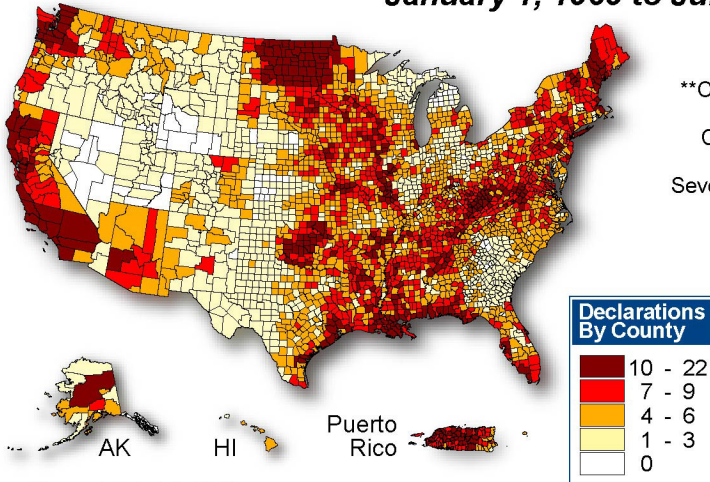 Declarations
By County
10 - 22
7 - 9
4 - 6
1 - 3
0
AK
HI
Puerto
Rico